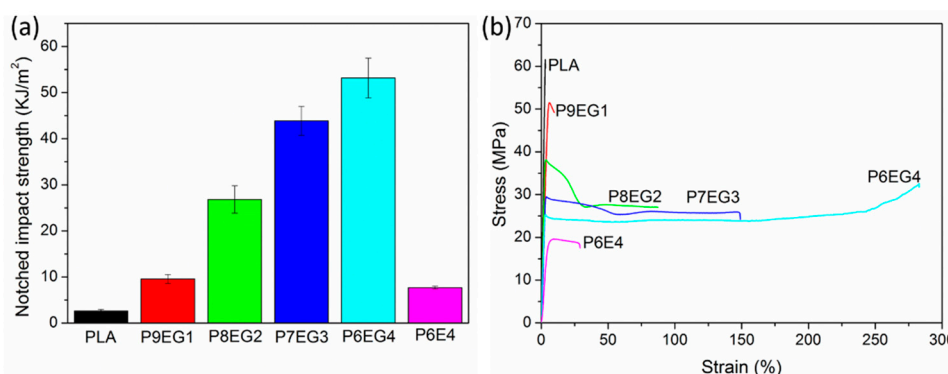 (a)
Notched impact strength (KJ/m²)
60
50
40
30
20
10
0
PLA P9EG1 P8EG2 P7EG3 P6EG4 P6E4
(b)
Stress (MPa)
70
60
50
40
30
20
10
0
PLA
P9EG1
P8EG2 P7EG3 P6EG4
P6E4
0 50 100 150 200 250 300
Strain (%)